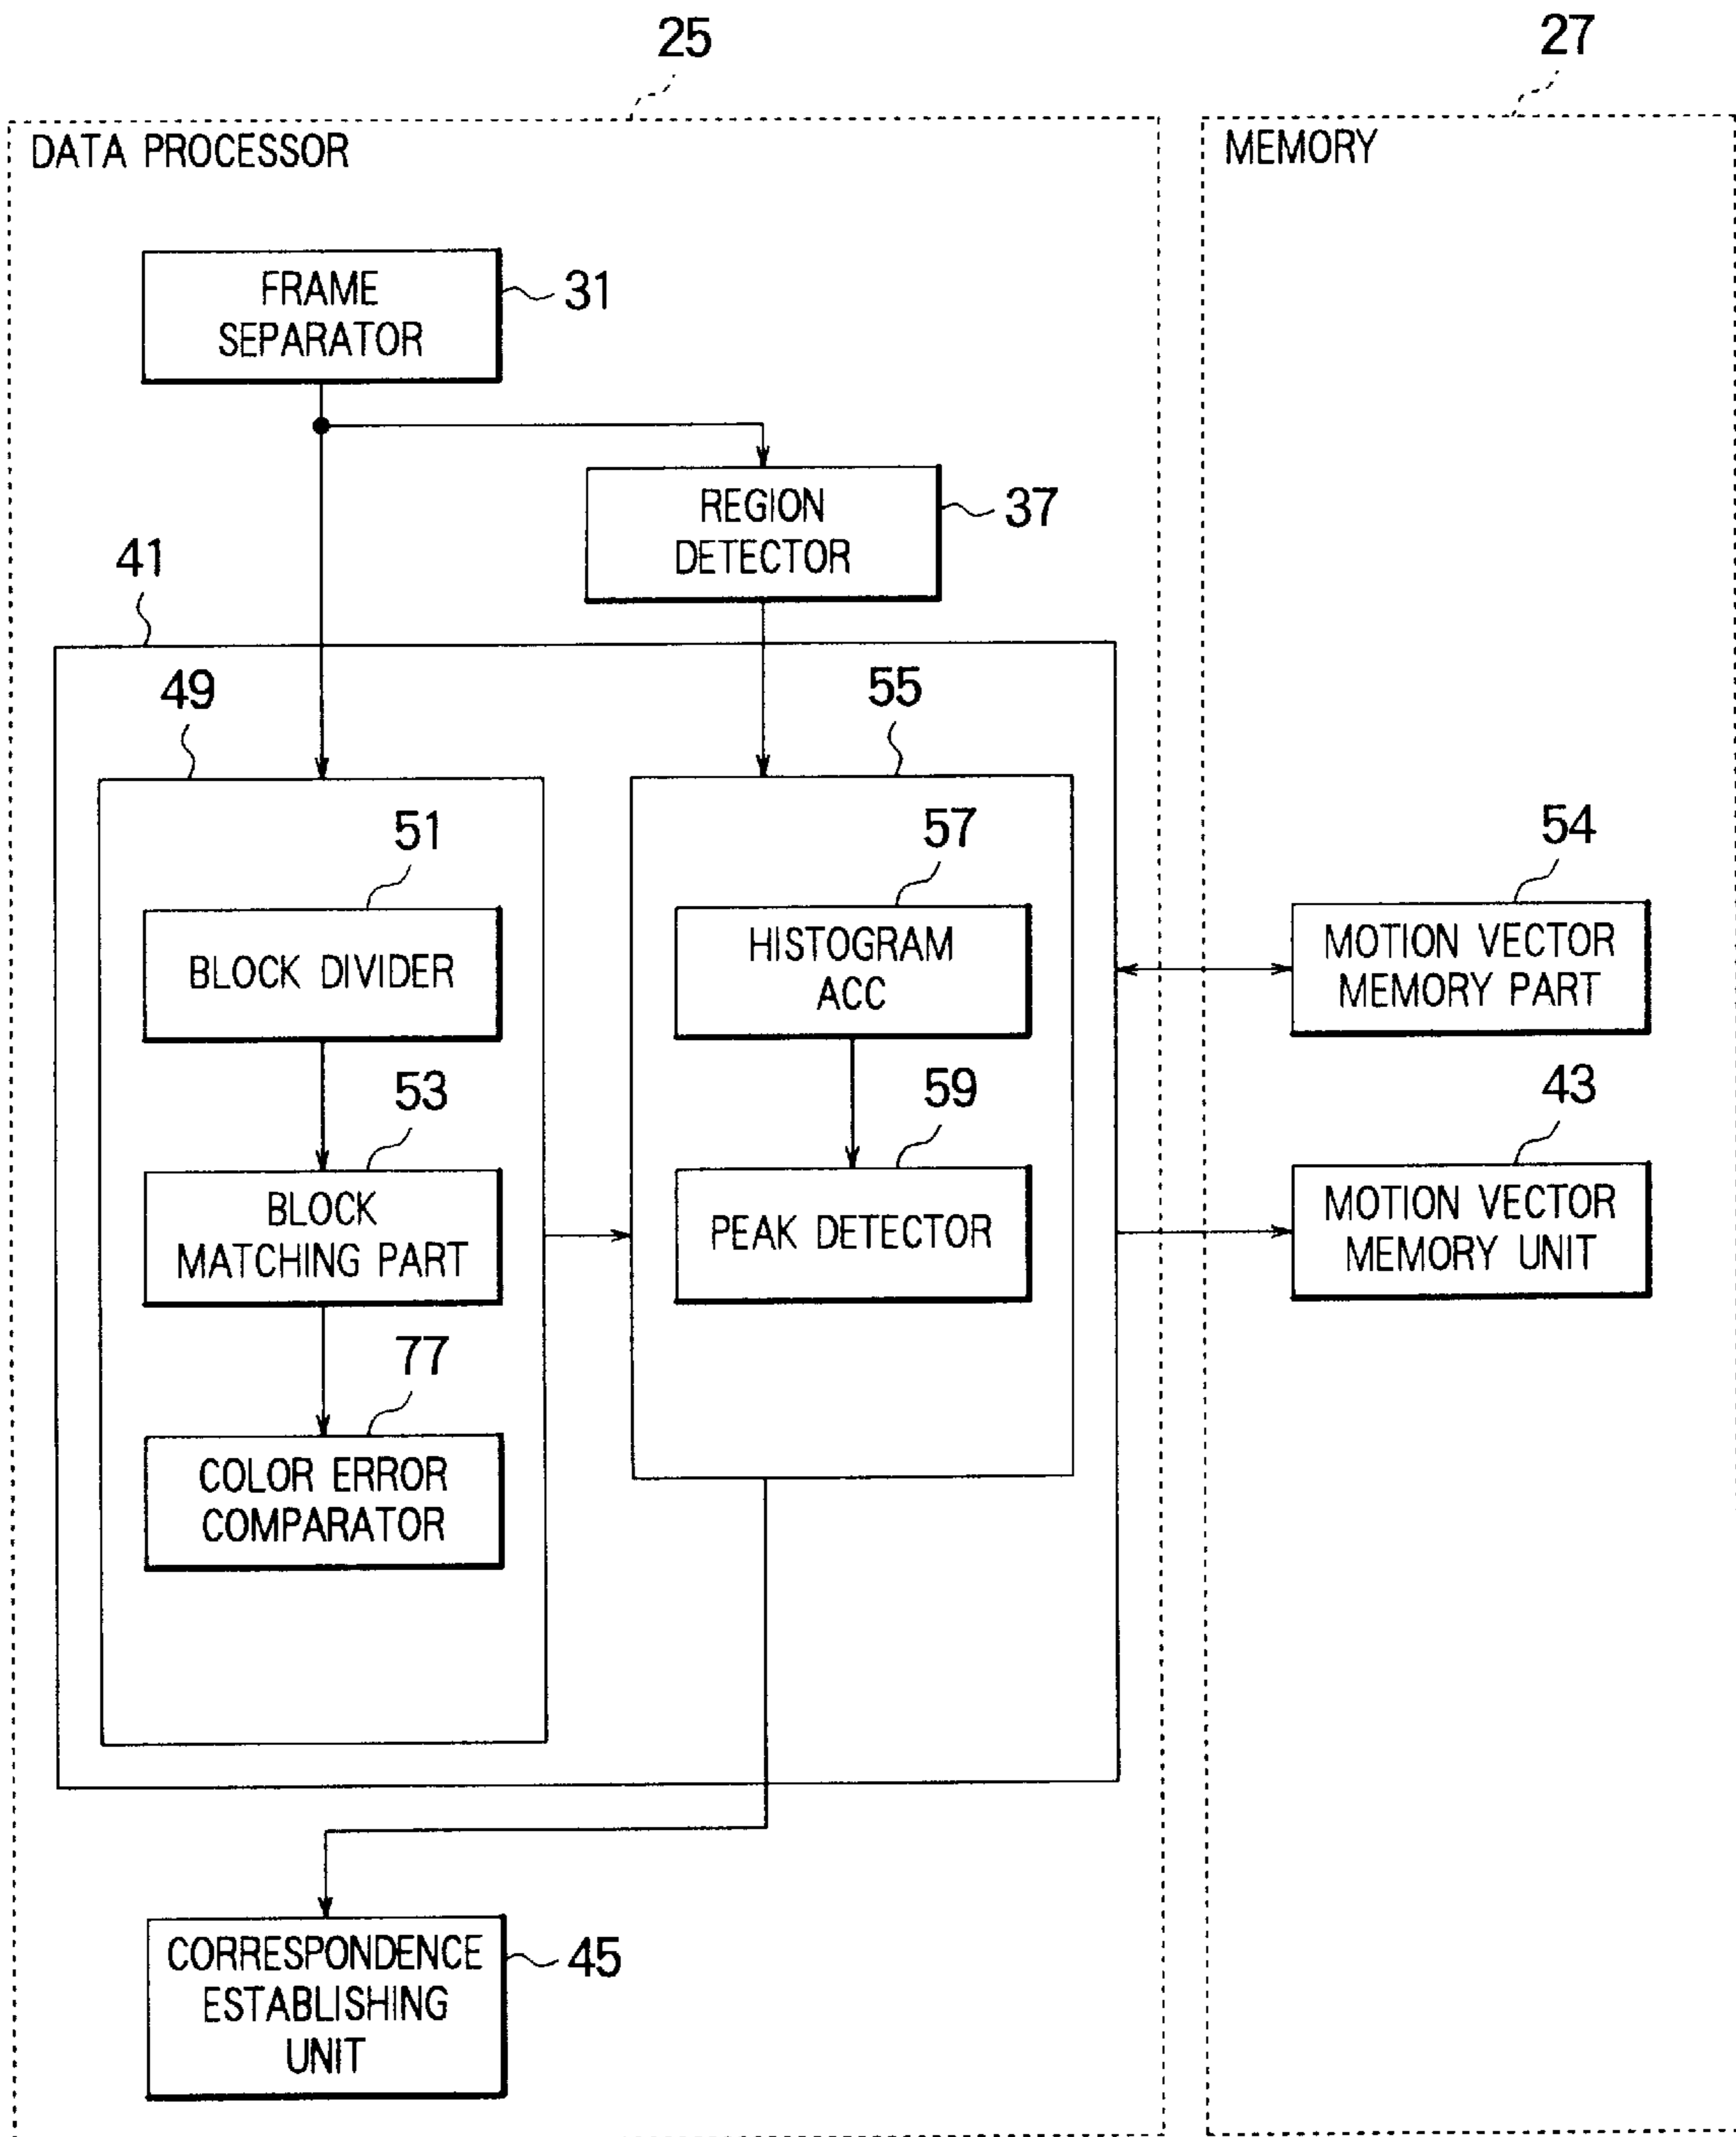 25
27
DATA PROCESSOR
MEMORY
FRAME
SEPARATOR
31
REGION
DETECTOR
37
41
49
55
51
BLOCK DIVIDER
57
HISTOGRAM
ACC
54
MOTION VECTOR
MEMORY PART
53
BLOCK
MATCHING PART
59
PEAK DETECTOR
43
MOTION VECTOR
MEMORY UNIT
77
COLOR ERROR
COMPARATOR
CORRESPONDENCE
ESTABLISHING
UNIT
45